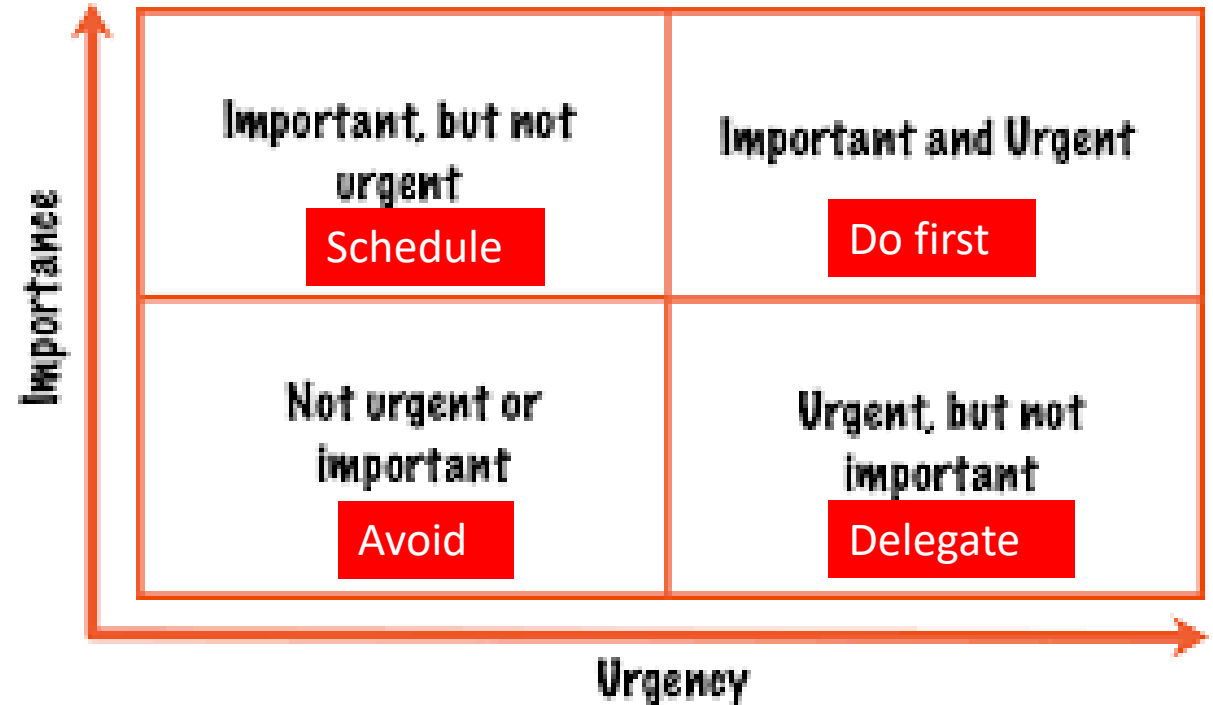 Important, but not
urgent
Schedule
Important and Urgent
Do first
Not urgent or
important
Avoid
Urgent, but not
important
Delegate
Importance
Urgency